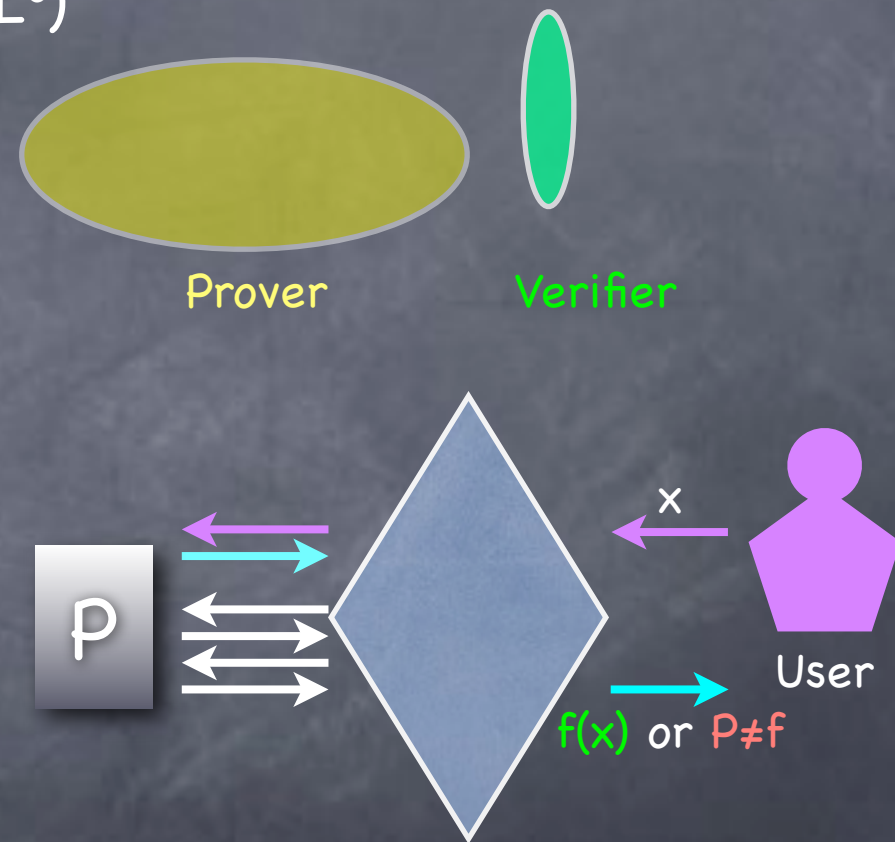 Prover
Verifier
x
P
User
f(x) or P≠f